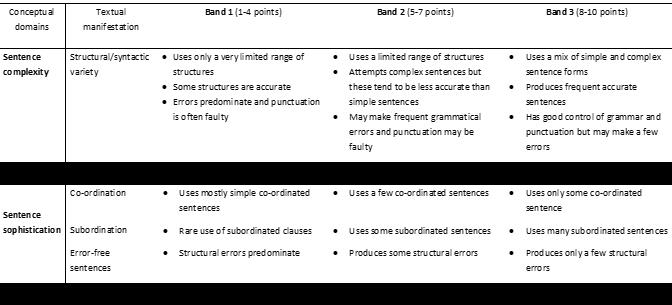 Conceptual domains
Textual manifestation
Band 1 (1-4 points)
Band 2 (5-7 points)
Band 3 (8-10 points)
Sentence complexity
Structural/syntactic variety
• Uses only a very limited range of structures
• Some structures are accurate
• Errors predominate and punctuation is often faulty
• Uses a limited range of structures
• Attempts complex sentences but these tend to be less accurate than simple sentences
• May make frequent grammatical errors and punctuation may be faulty
• Uses a mix of simple and complex sentence forms
• Produces frequent accurate sentences
• Has good control of grammar and punctuation but may make a few errors
Sentence sophistication
Co-ordination
• Uses mostly simple co-ordinated sentences
• Uses a few co-ordinated sentences
• Uses only some co-ordinated sentence
Subordination
• Rare use of subordinated clauses
• Uses some subordinated sentences
• Uses many subordinated sentences
Error-free sentences
• Structural errors predominate
• Produces some structural errors
• Produces only a few structural errors